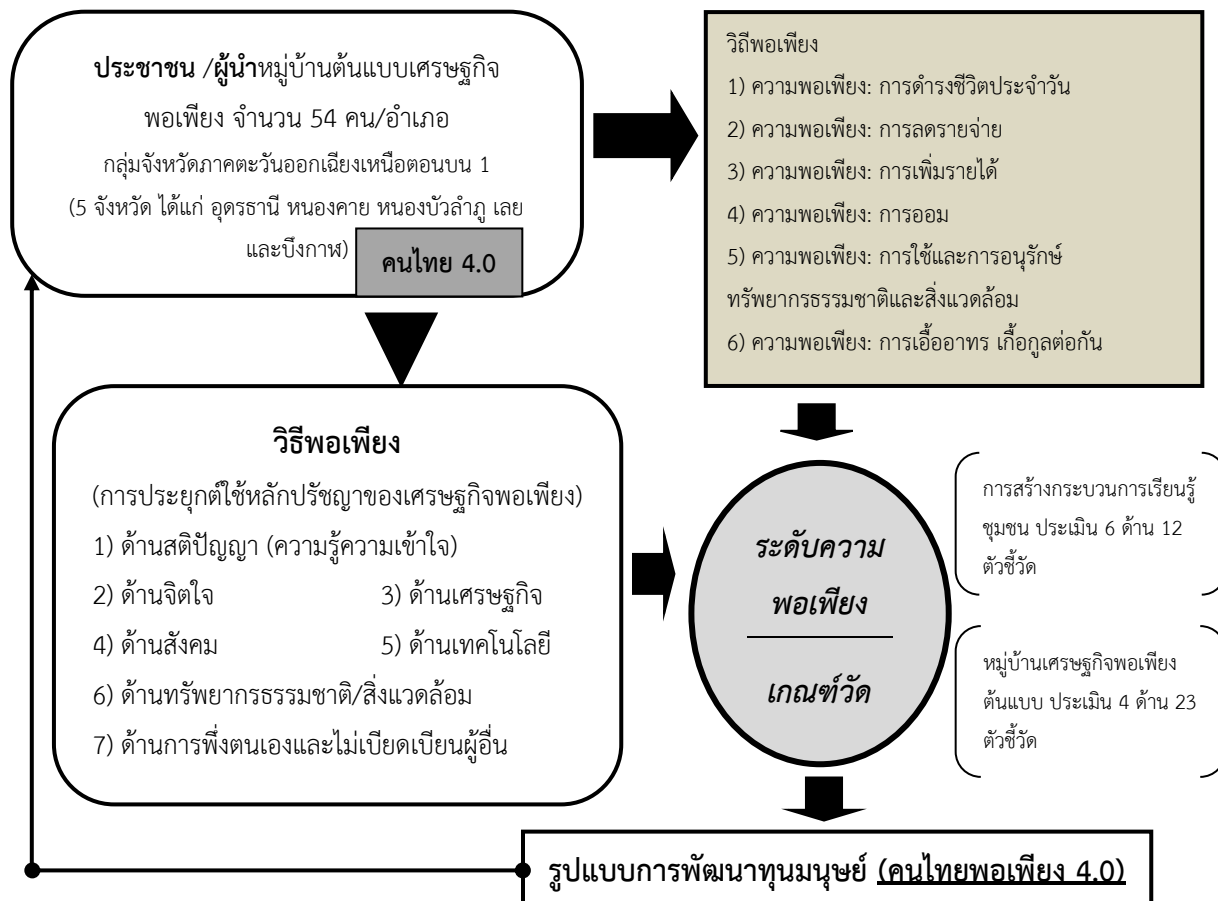 ประชาชน /ผู้นำหมู่บ้านต้นแบบเศรษฐกิจ
พอเพียง จำนวน 54 คน/อำเภอ
กลุ่มจังหวัดภาคตะวันออกเฉียงเหนือตอนบน 1
(5 จังหวัด ได้แก่ อุดรธานี หนองคาย หนองบัวลำภู เลย
และบึงกาฬ)
คนไทย 4.0
วิถีพอเพียง
1) ความพอเพียง: การดำรงชีวิตประจำวัน
2) ความพอเพียง: การลดรายจ่าย
3) ความพอเพียง: การเพิ่มรายได้
4) ความพอเพียง: การออม
5) ความพอเพียง: การใช้และการอนุรักษ์
ทรัพยากรธรรมชาติและสิ่งแวดล้อม
6) ความพอเพียง: การเอื้ออาทร เกื้อกูลต่อกัน
วิธีพอเพียง
(การประยุกต์ใช้หลักปรัชญาของเศรษฐกิจพอเพียง)
1) ด้านสติปัญญา (ความรู้ความเข้าใจ)
2) ด้านจิตใจ 3) ด้านเศรษฐกิจ
4) ด้านสังคม 5) ด้านเทคโนโลยี
6) ด้านทรัพยากรธรรมชาติ/สิ่งแวดล้อม
7) ด้านการพึ่งตนเองและไม่เบียดเบียนผู้อื่น
ระดับความ
พอเพียง
เกณฑ์วัด
การสร้างกระบวนการเรียนรู้
ชุมชน ประเมิน 6 ด้าน 12
ตัวชี้วัด
หมู่บ้านเศรษฐกิจพอเพียง
ต้นแบบ ประเมิน 4 ด้าน 23
ตัวชี้วัด
รูปแบบการพัฒนาทุนมนุษย์ (คนไทยพอเพียง 4.0)